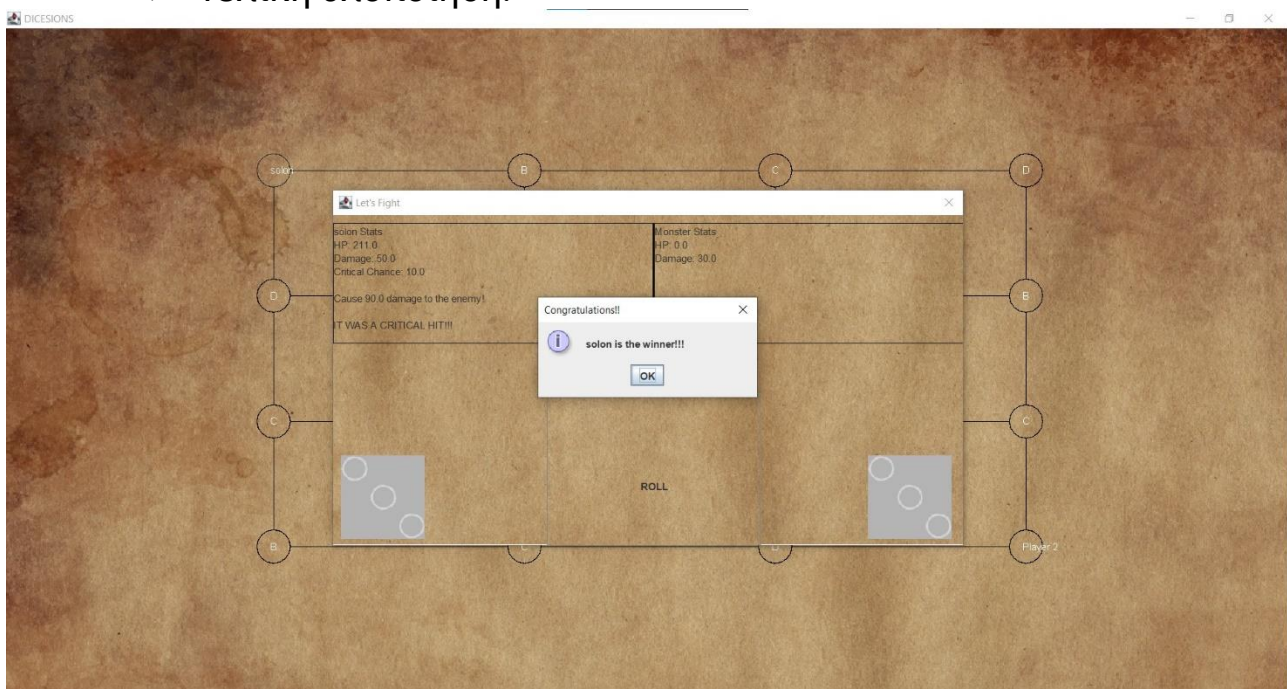 DICESIONS
solon
B
C
D
Let's Fight
solon Stats
HP: 211.0
Damage: 50.0
Critical Chance: 10.0
Cause 90.0 damage to the enemy!
IT WAS A CRITICAL HIT!!!
Monster Stats
HP: 0.0
Damage: 30.0
D
B
Congratulations!!
solon is the winner!!!
OK
C
C
ROLL
B
C
D
Player 2